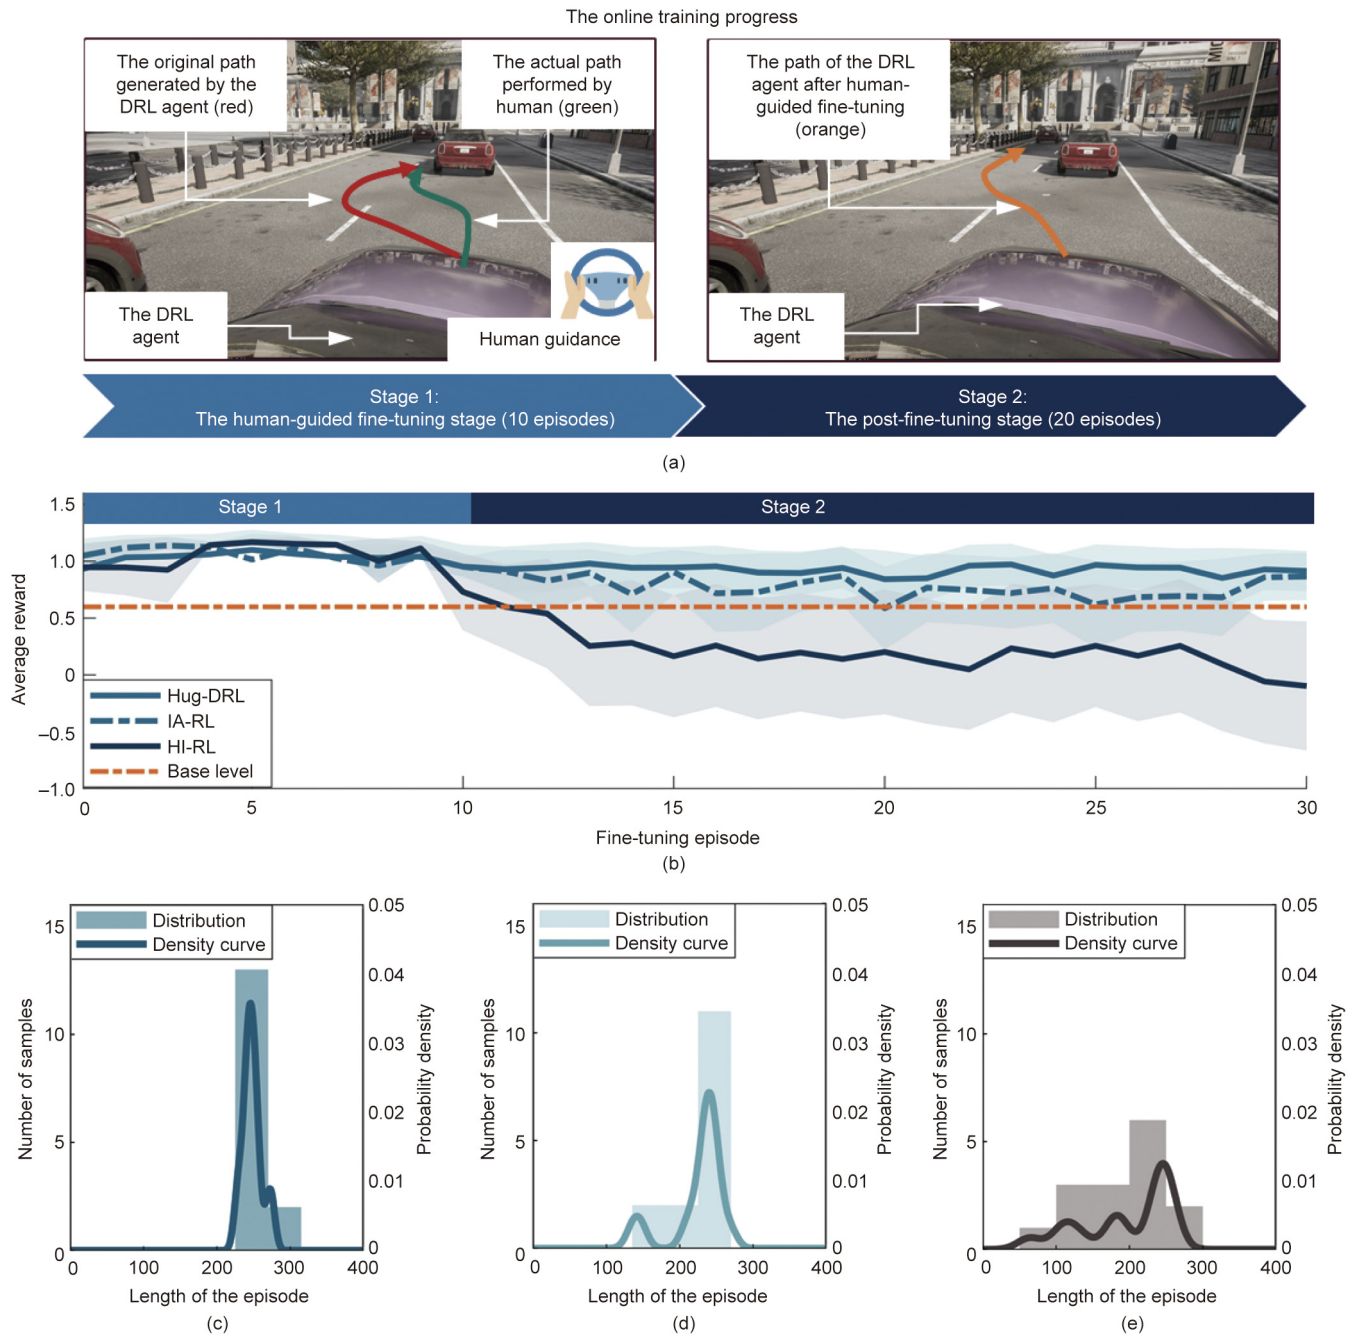 The online training progress
The original path
generated by the
DRL agent (red)
The actual path
performed by
human (green)
The DRL
agent
Human guidance
The path of the DRL
agent after human-
guided fine-tuning
(orange)
The DRL
agent
Stage 1:
The human-guided fine-tuning stage (10 episodes)
Stage 2:
The post-fine-tuning stage (20 episodes)
(a)
Stage 1
Stage 2
Average reward
1.5
1.0
0.5
0
–0.5
–1.0
Hug-DRL
IA-RL
HI-RL
Base level
0 5 10 15 20 25 30
Fine-tuning episode
(b)
Distribution
Density curve
Number of samples
15
10
5
0
0.05
0.04
0.03
0.02
0.01
0
Probability density
0 100 200 300 400
Length of the episode
(c)
Distribution
Density curve
Number of samples
15
10
5
0
0.05
0.04
0.03
0.02
0.01
0
Probability density
0 100 200 300 400
Length of the episode
(d)
Distribution
Density curve
Number of samples
15
10
5
0
0.05
0.04
0.03
0.02
0.01
0
Probability density
0 100 200 300 400
Length of the episode
(e)